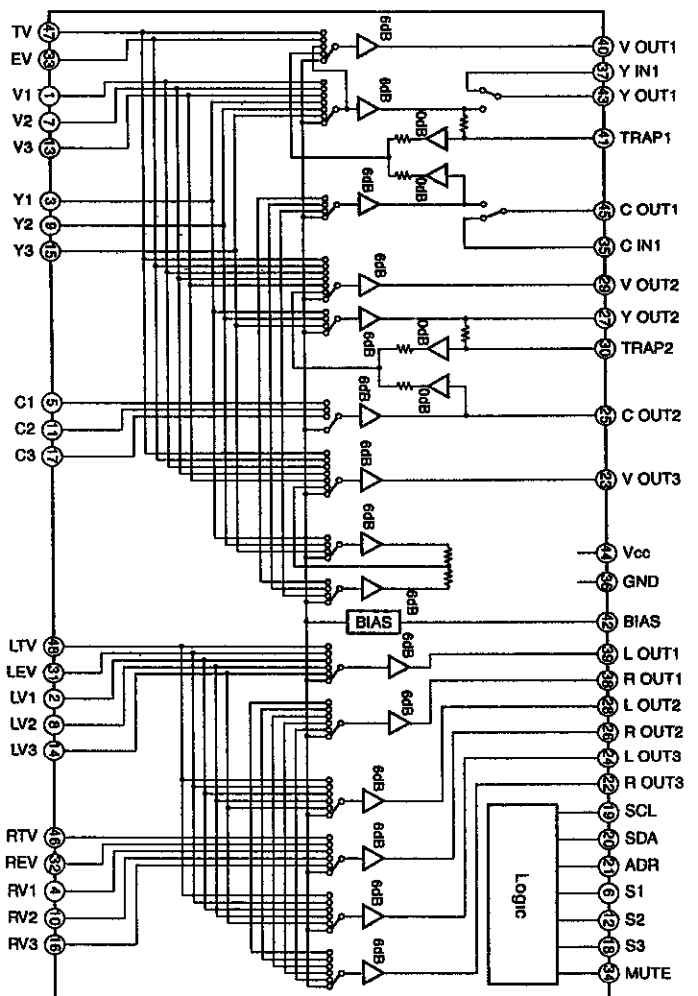 TV 47
EV 33
V1 1
V2 7
V3 13
Y1 3
Y2 9
Y3 15
C1 5
C2 11
C3 17
LTV 48
LEV 31
LV1 2
LV2 8
LV3 14
RTV 46
REV 32
RV1 4
RV2 10
RV3 16
6dB
6dB
0dB
0dB
6dB
6dB
6dB
0dB
0dB
6dB
6dB
6dB
6dB
BIAS
6dB
6dB
6dB
6dB
6dB
6dB
Logic
40 V OUT1
37 Y IN1
43 Y OUT1
41 TRAP1
45 C OUT1
35 C IN1
29 V OUT2
27 Y OUT2
30 TRAP2
25 C OUT2
23 V OUT3
44 Vcc
36 GND
42 BIAS
39 L OUT1
38 R OUT1
28 L OUT2
26 R OUT2
24 L OUT3
22 R OUT3
19 SCL
20 SDA
21 ADR
6 S1
12 S2
18 S3
34 MUTE